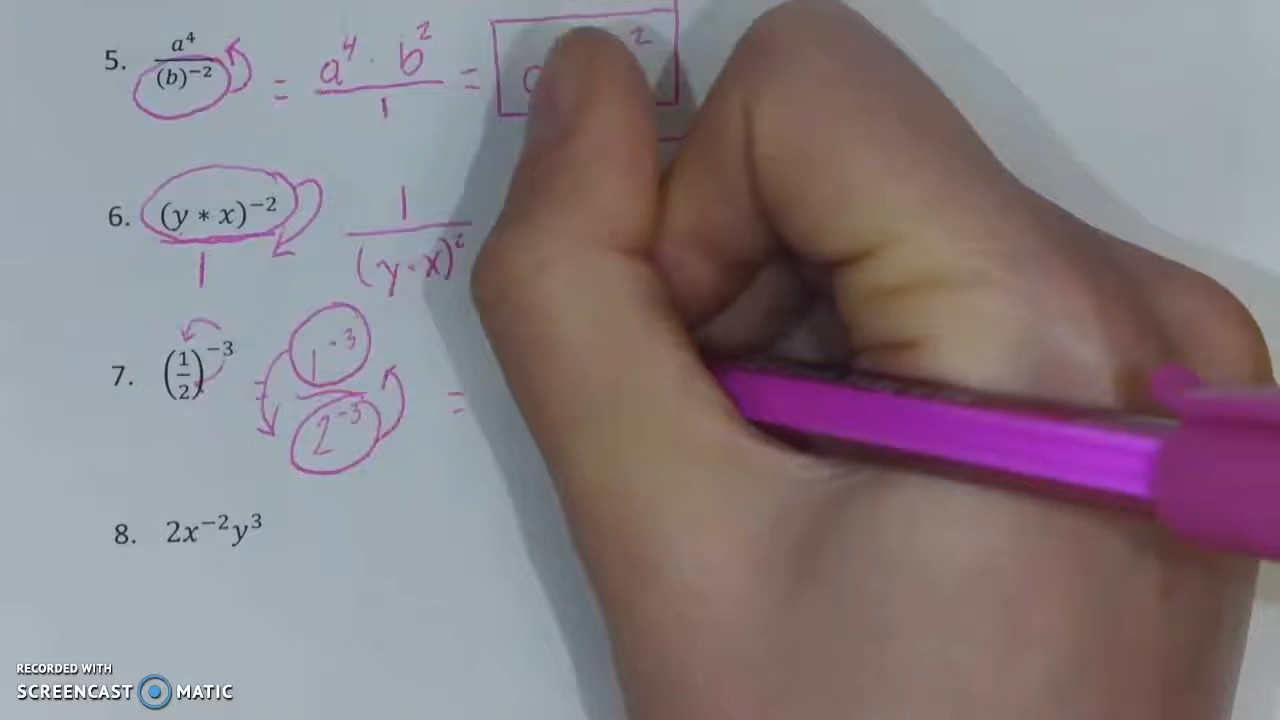 5. a⁴/(b)⁻² = a⁴ · b²/1 = a ²
6. (y ∗ x)⁻²/1 1/(y·x)²
7. (1/2)⁻³ = 1⁻³/2⁻³ =
8. 2x⁻²y³
RECORDED WITH
SCREENCAST MATIC